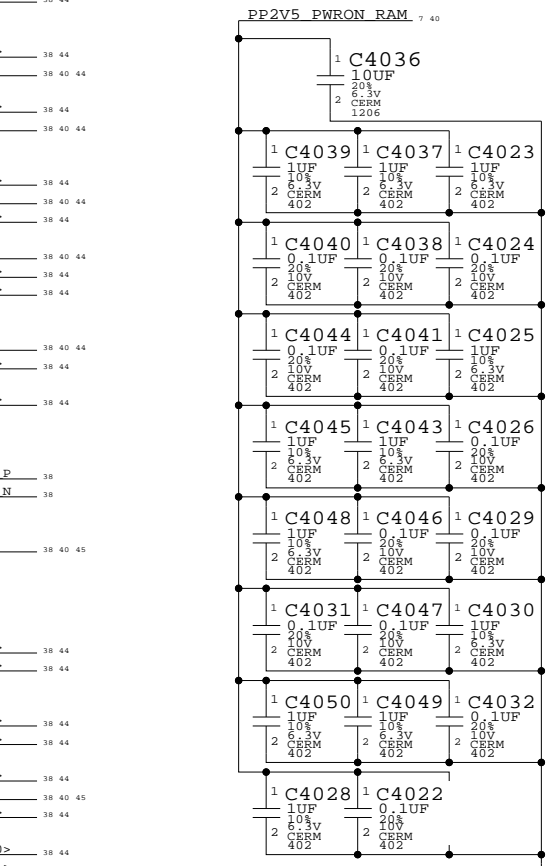 38 44
PP2V5_PWRON_RAM 7 40
38 44
38 40 44
1 C4036
10UF
20%
6.3V
2 CERM
1206
38 44
38 40 44
1 C4039 1 C4037 1 C4023
1UF 1UF 1UF
10% 10% 10%
6.3V 6.3V 6.3V
2 CERM 2 CERM 2 CERM
402 402 402
38 44
38 40 44
38 44
1 C4040 1 C4038 1 C4024
0.1UF 0.1UF 0.1UF
20% 20% 20%
10V 10V 10V
2 CERM 2 CERM 2 CERM
402 402 402
38 40 44
38 44
38 44
1 C4044 1 C4041 1 C4025
0.1UF 0.1UF 1UF
20% 20% 10%
10V 10V 6.3V
2 CERM 2 CERM 2 CERM
402 402 402
38 40 44
38 44
38 44
1 C4045 1 C4043 1 C4026
1UF 1UF 0.1UF
10% 10% 20%
6.3V 6.3V 10V
2 CERM 2 CERM 2 CERM
402 402 402
P 38
N 38
1 C4048 1 C4046 1 C4029
1UF 0.1UF 0.1UF
10% 20% 20%
6.3V 10V 10V
2 CERM 2 CERM 2 CERM
402 402 402
38 40 45
1 C4031 1 C4047 1 C4030
0.1UF 0.1UF 1UF
20% 20% 10%
10V 10V 6.3V
2 CERM 2 CERM 2 CERM
402 402 402
38 44
38 44
1 C4050 1 C4049 1 C4032
1UF 1UF 0.1UF
10% 10% 20%
6.3V 6.3V 10V
2 CERM 2 CERM 2 CERM
402 402 402
38 44
38 44
1 C4028 1 C4022
1UF 0.1UF
10% 20%
6.3V 10V
2 CERM 2 CERM
402 402
38 44
38 40 45
38 44
0> 38 44